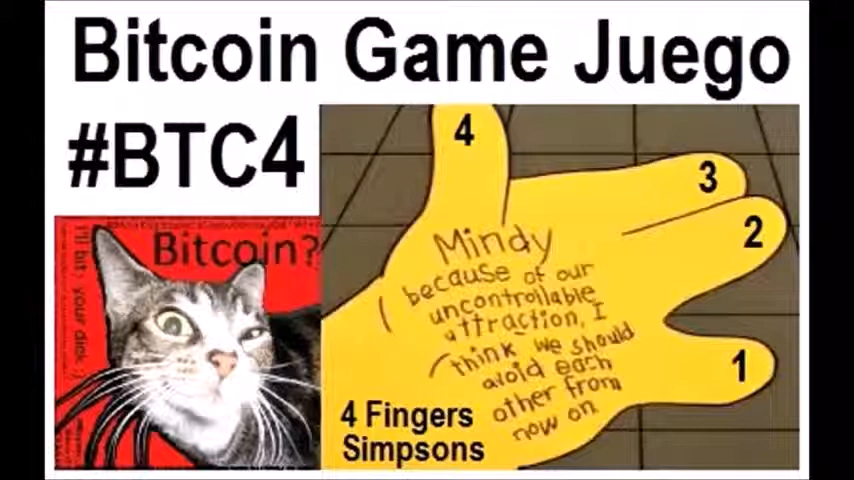 Bitcoin Game Juego
#BTC4
4
3
2
1
Bitcoin?
I'll bit your dick :)
Mindy
because of our
uncontrollable
attraction, I
think we should
avoid each
other from
now on
4 Fingers
Simpsons